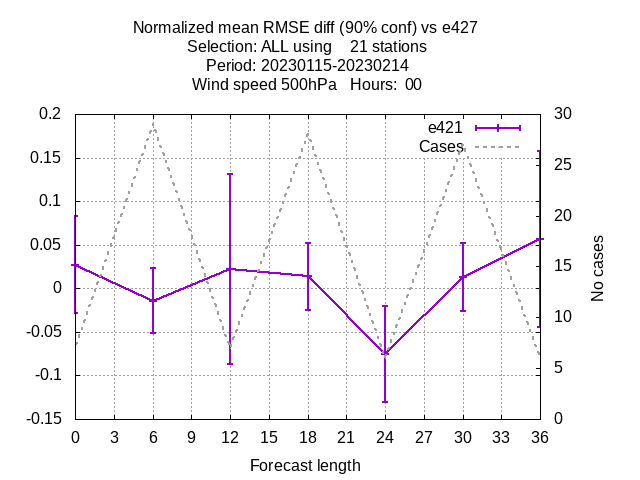 Normalized mean RMSE diff (90% conf) vs e427
Selection: ALL using    21 stations
Period: 20230115-20230214
Wind speed 500hPa   Hours:  00
0.2
0.15
0.1
0.05
0
-0.05
-0.1
-0.15
30
25
20
15
10
5
0
e421
Cases
No cases
0 3 6 9 12 15 18 21 24 27 30 33 36
Forecast length